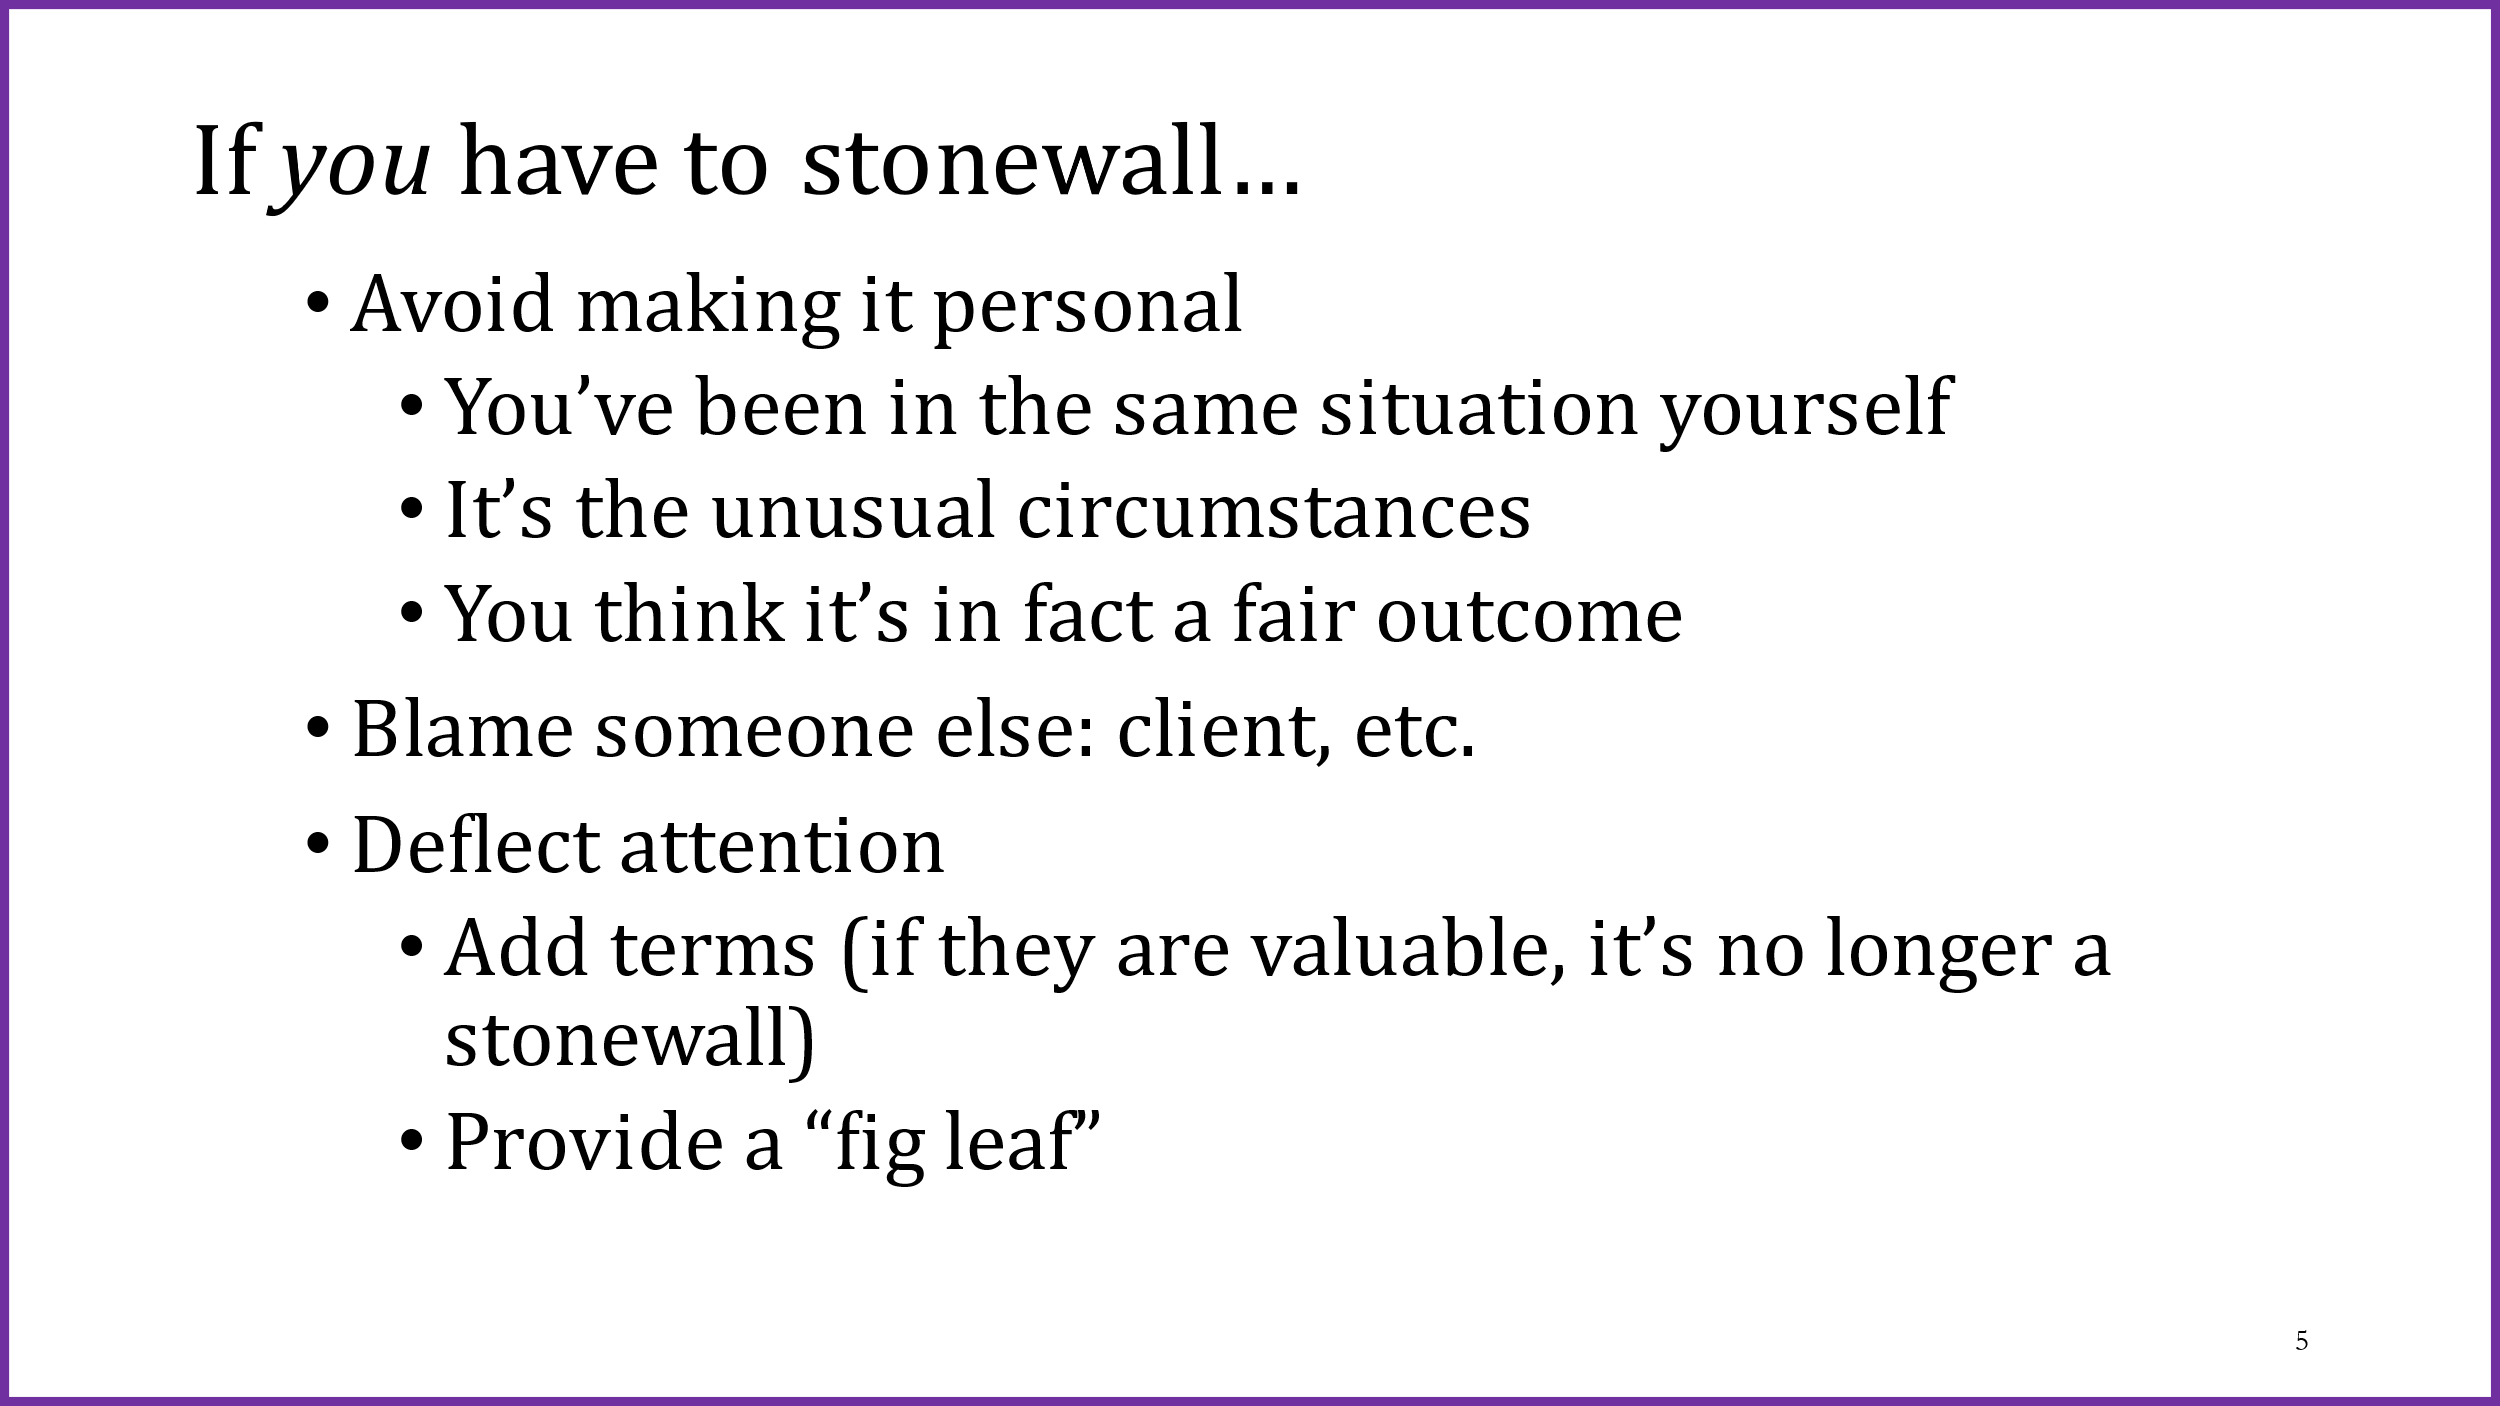 If you have to stonewall…
• Avoid making it personal
• You’ve been in the same situation yourself
• It’s the unusual circumstances
• You think it’s in fact a fair outcome
• Blame someone else: client, etc.
• Deflect attention
• Add terms (if they are valuable, it’s no longer a
stonewall)
• Provide a “fig leaf”
5